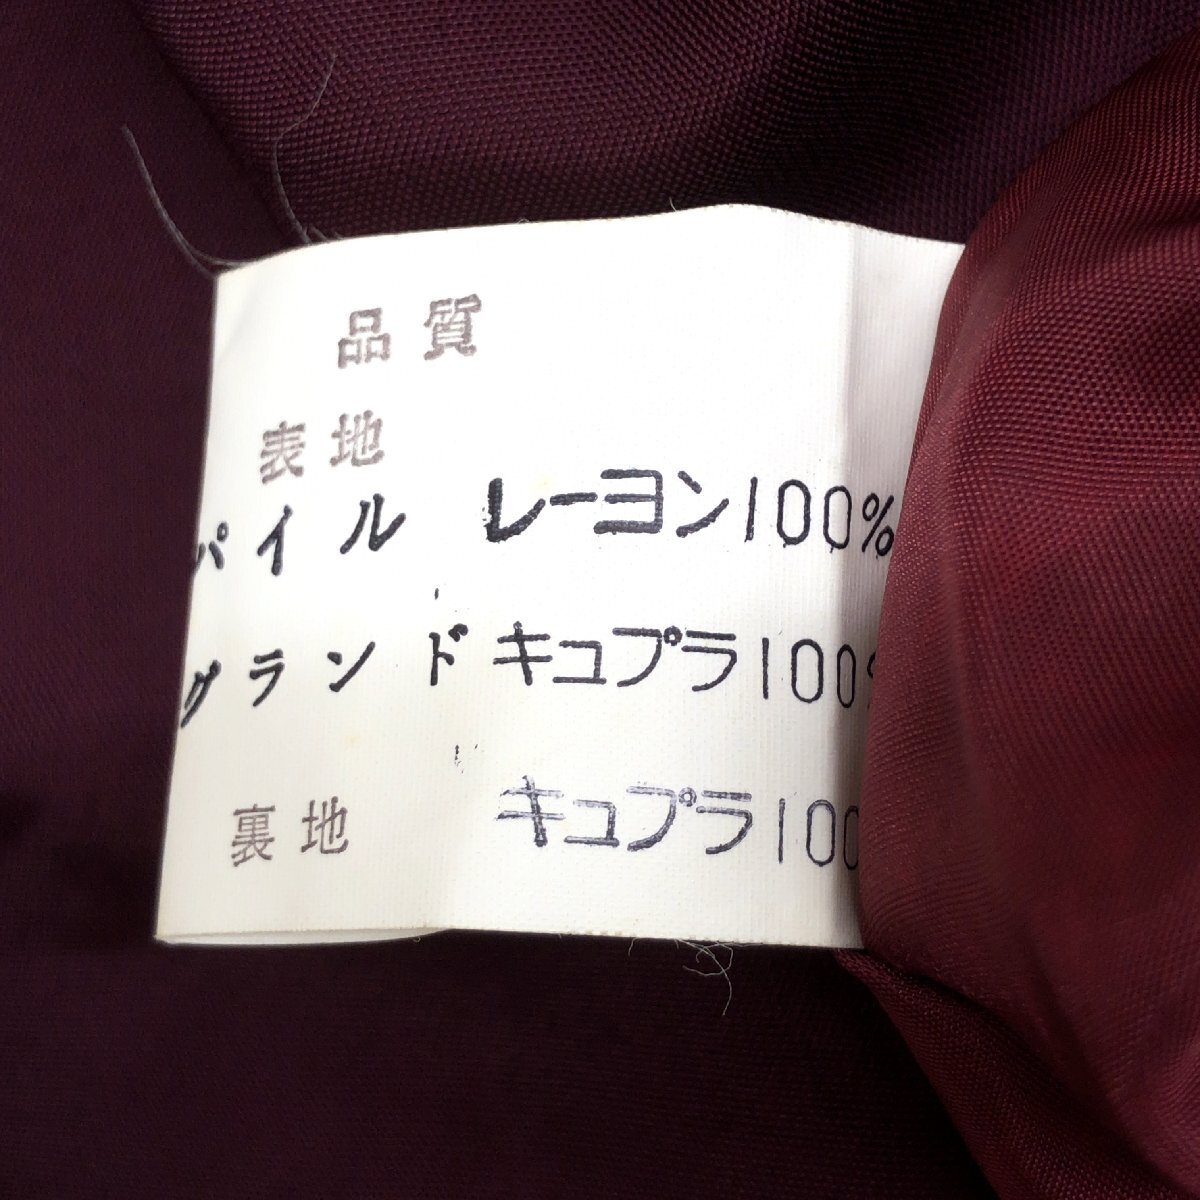 品質
表地
パイル レーヨン100%
グランド キュプラ100%
裏地 キュプラ100